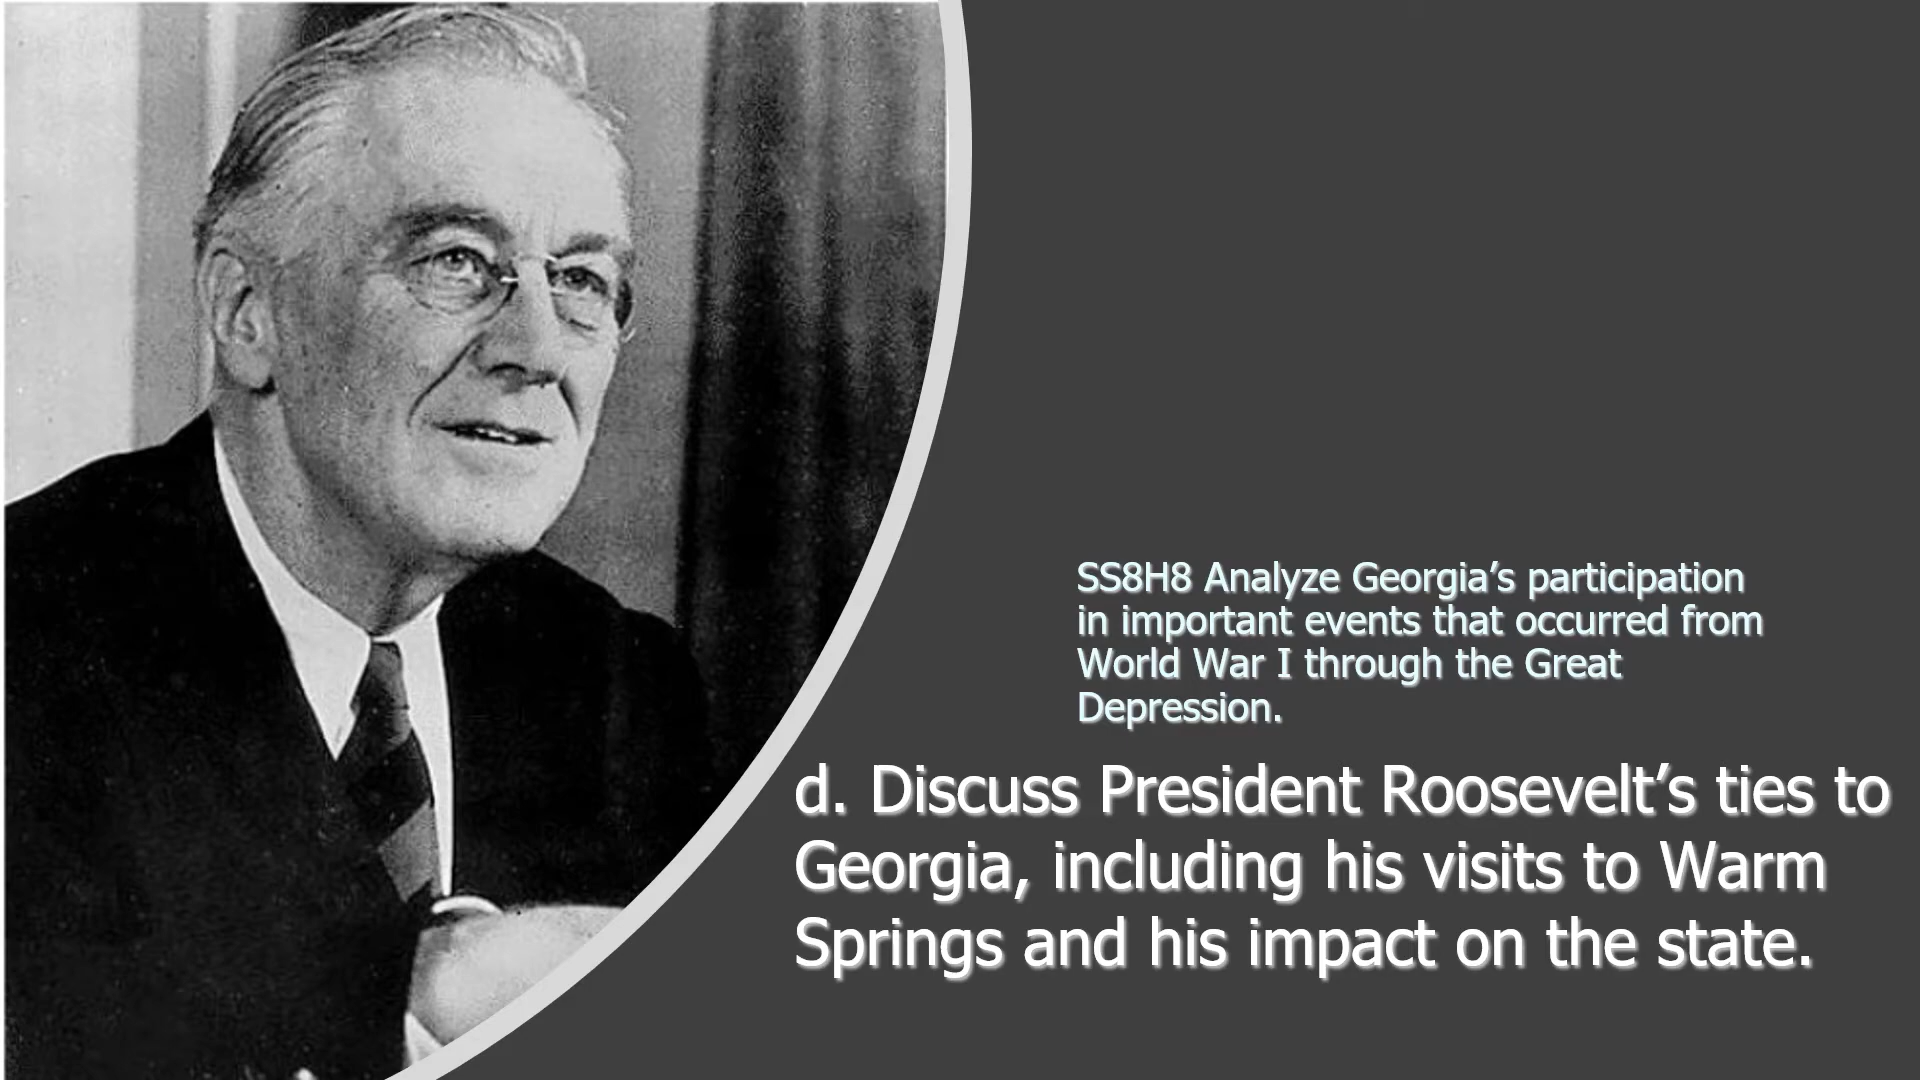 SS8H8 Analyze Georgia’s participation
in important events that occurred from
World War I through the Great
Depression.
d. Discuss President Roosevelt’s ties to
Georgia, including his visits to Warm
Springs and his impact on the state.